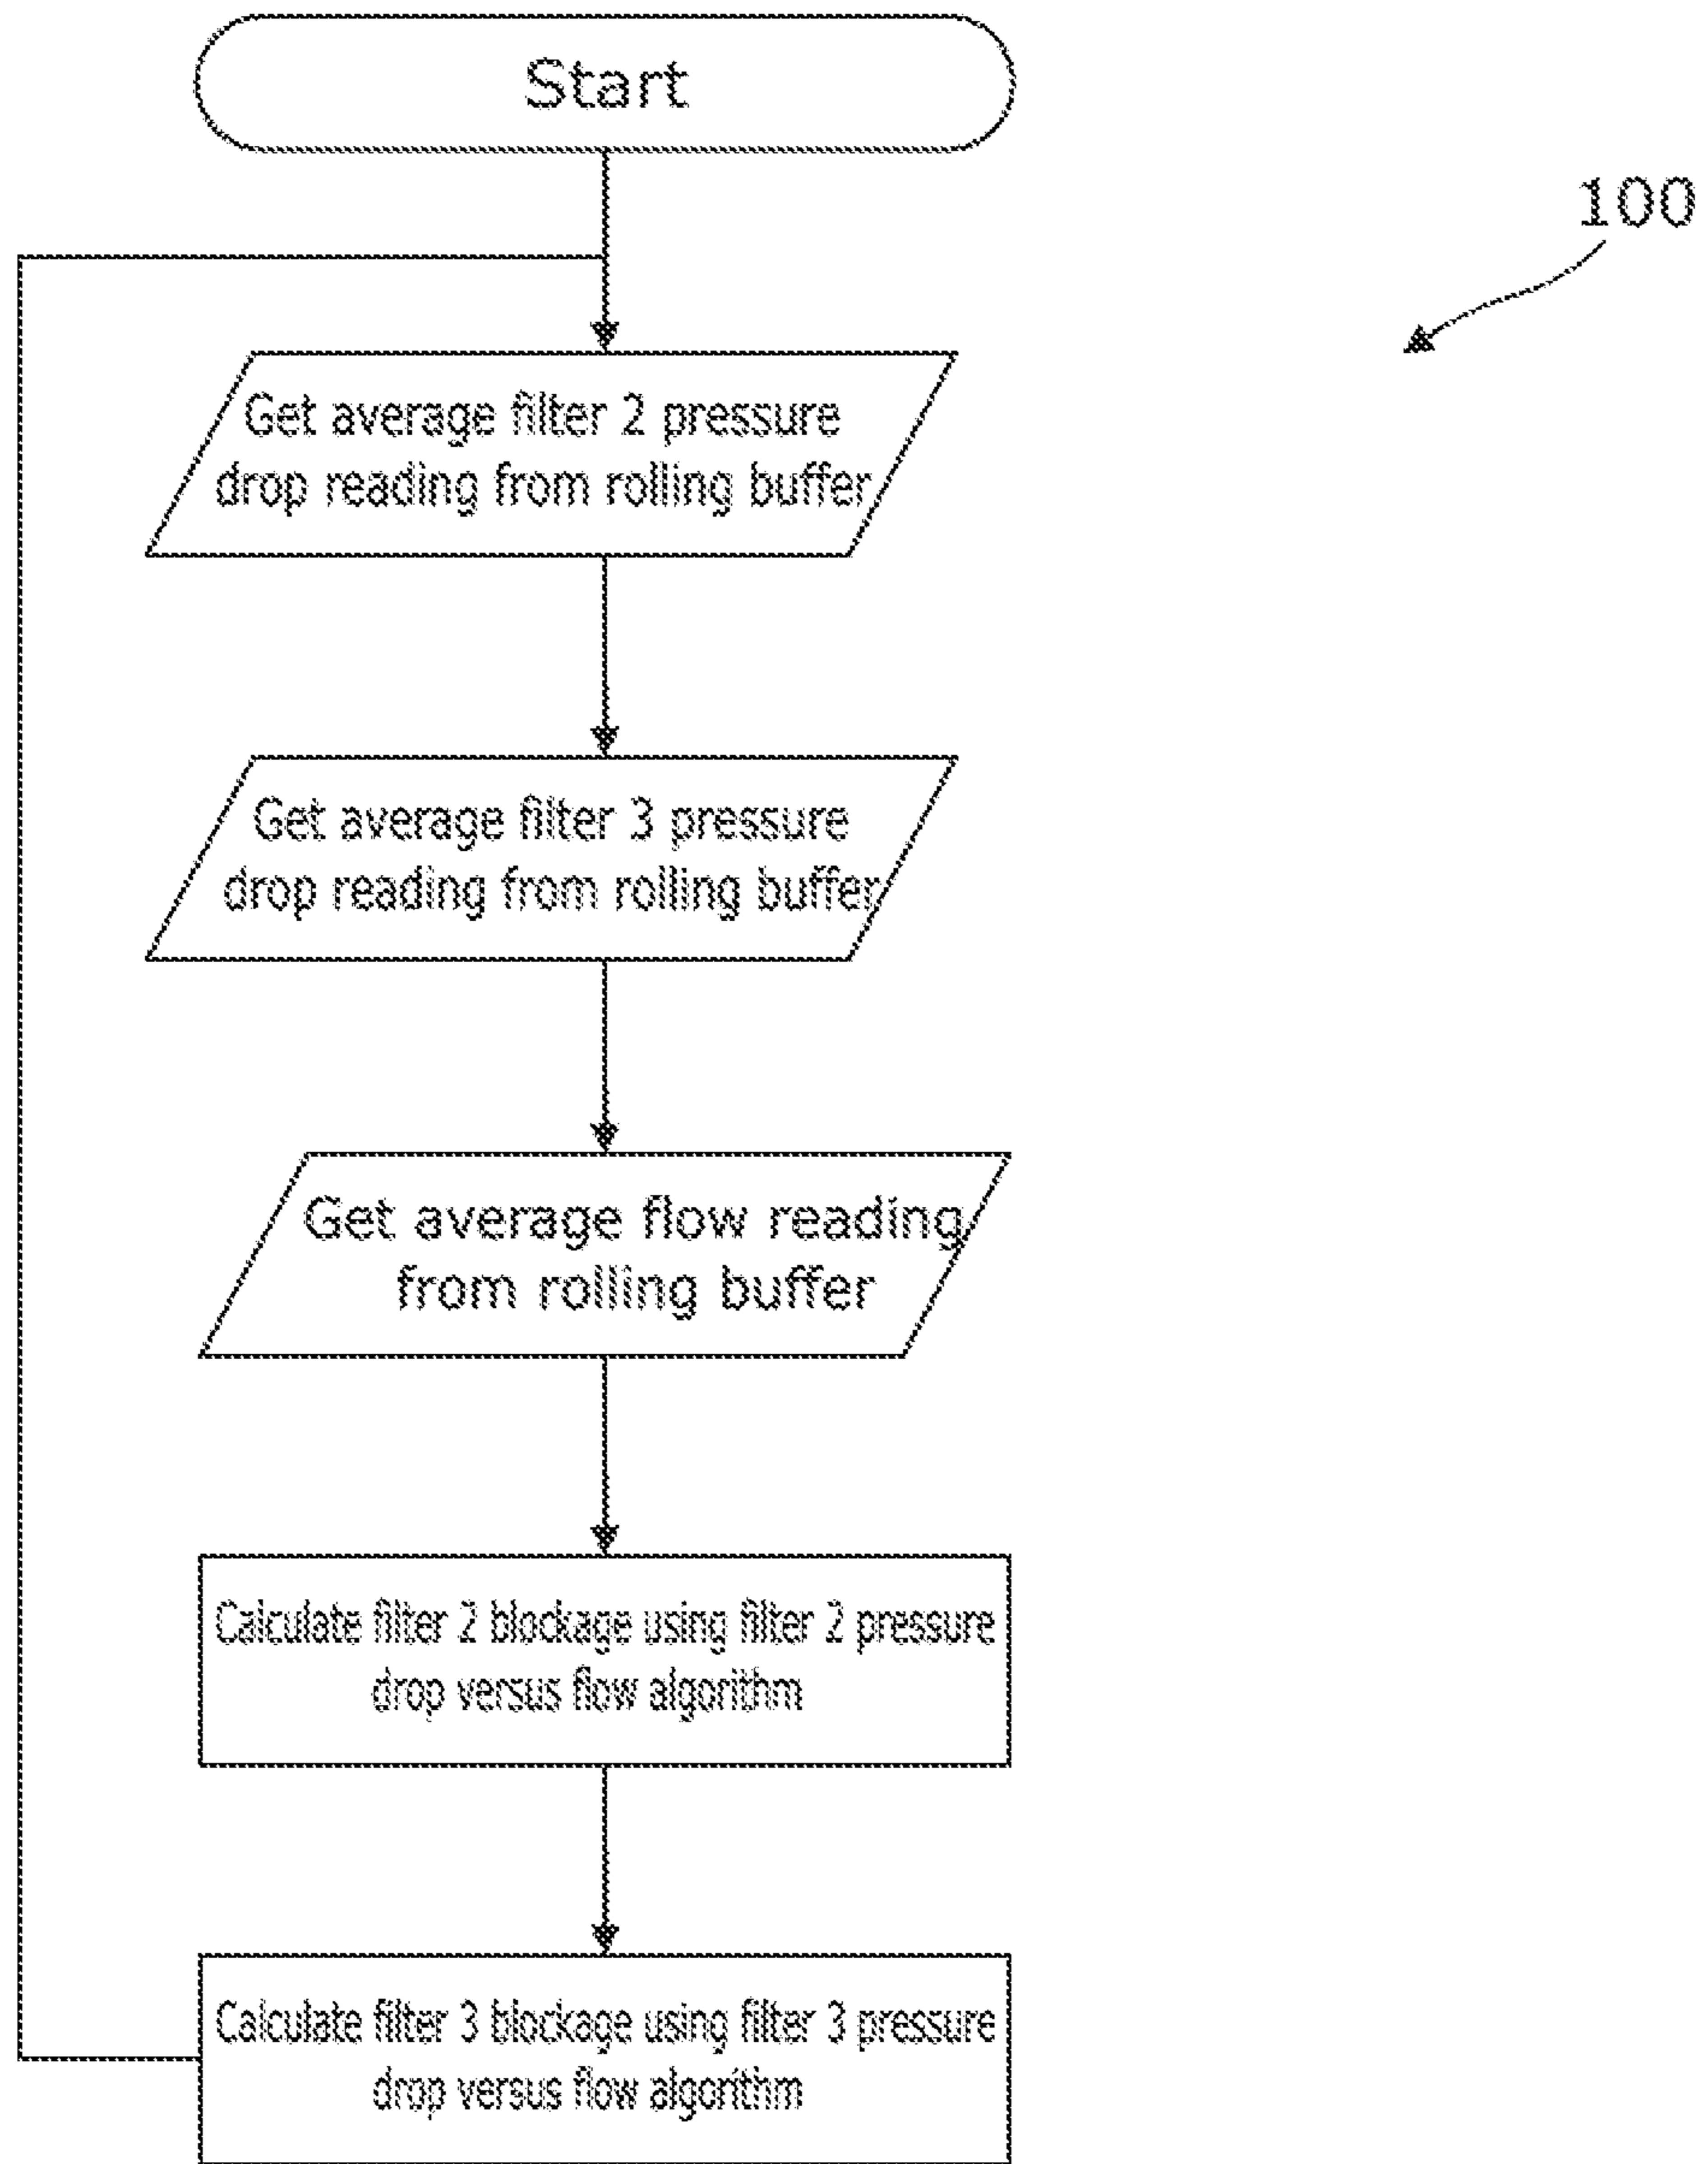 Start
100
Get average filter 2 pressure
drop reading from rolling buffer
Get average filter 3 pressure
drop reading from rolling buffer
Get average flow reading
from rolling buffer
Calculate filter 2 blockage using filter 2 pressure
drop versus flow algorithm
Calculate filter 3 blockage using filter 3 pressure
drop versus flow algorithm